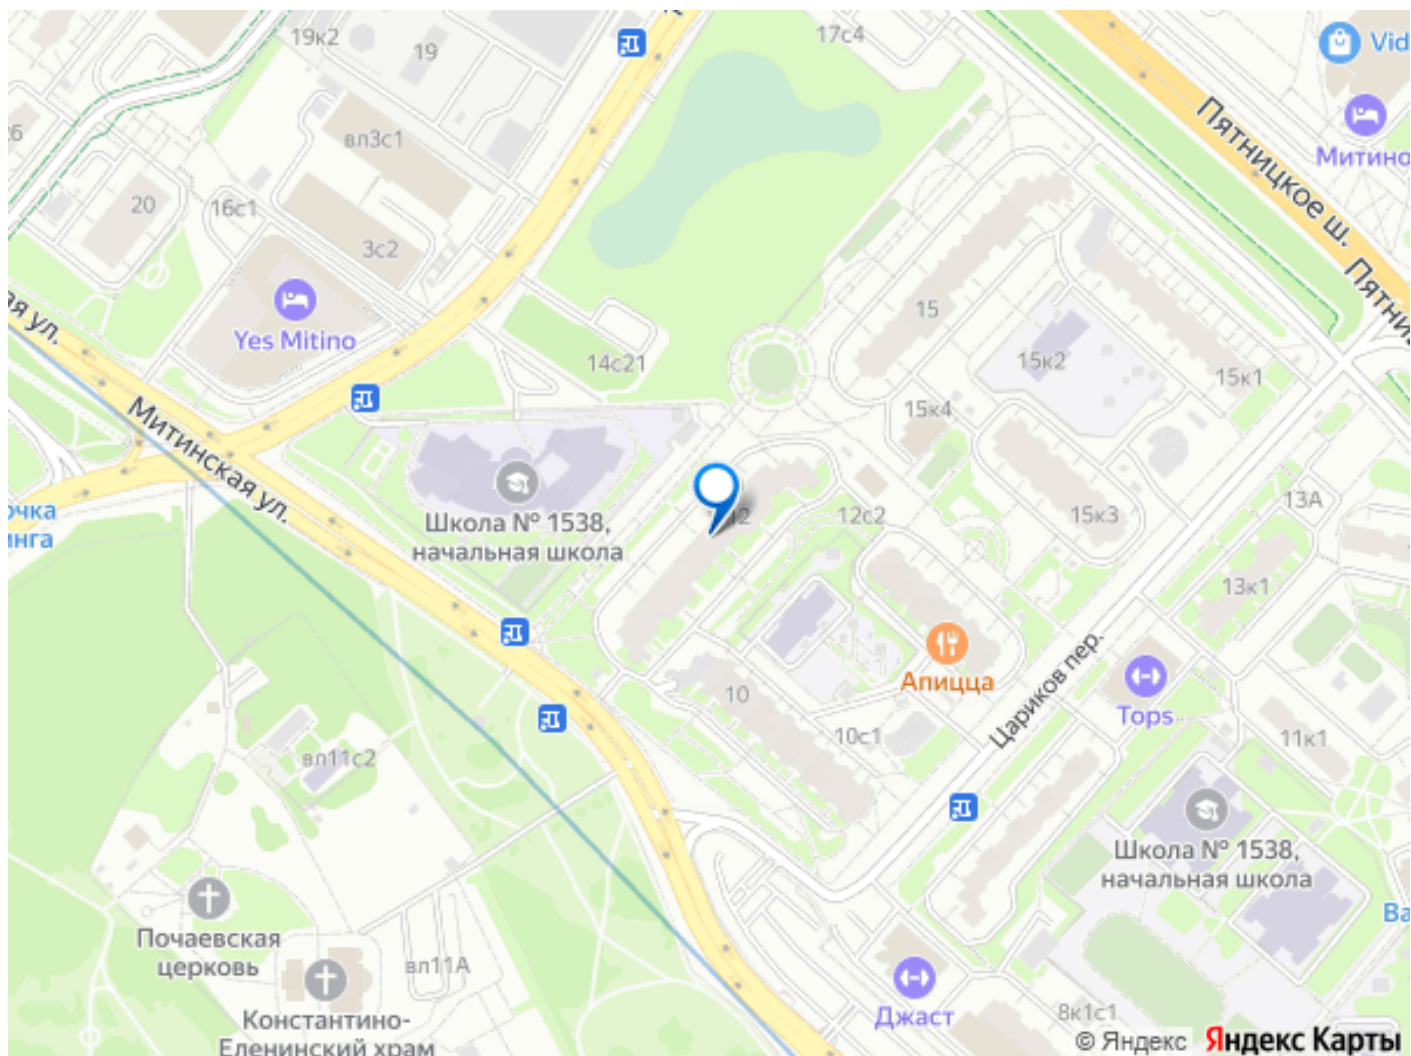 19к2
19
17с4
Vid
Пятницкое ш.
Митино
вл3с1
20
16с1
3с2
Пятни
ая ул.
Yes Mitino
15
14с21
15к2
15к1
15к4
Митинская ул.
Школа № 1538,
начальная школа
12с2
15к3
13А
13к1
очка
инга
Апицца
Цариков пер.
Tops
10
10с1
11к1
вл11с2
Школа № 1538,
начальная школа
Почаевская
церковь
вл11А
Константино-
Еленинский храм
Джаст
8к1с1
Ва
© Яндекс Яндекс Карты